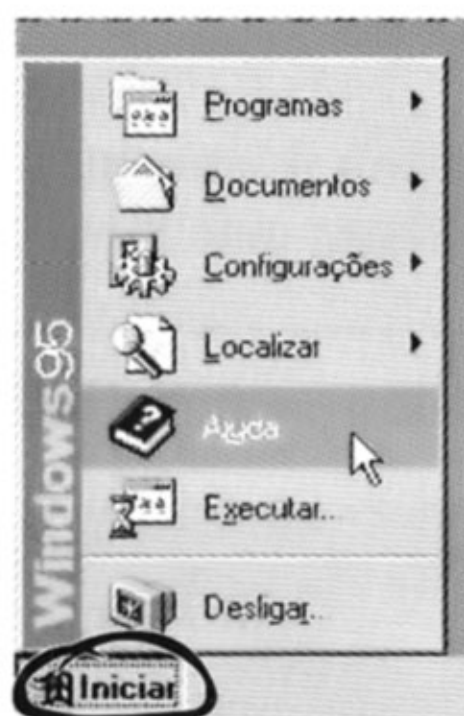 Programas
Documentos
Configurações
Localizar
Ajuda
Executar...
Desligar...
Windows95
Iniciar